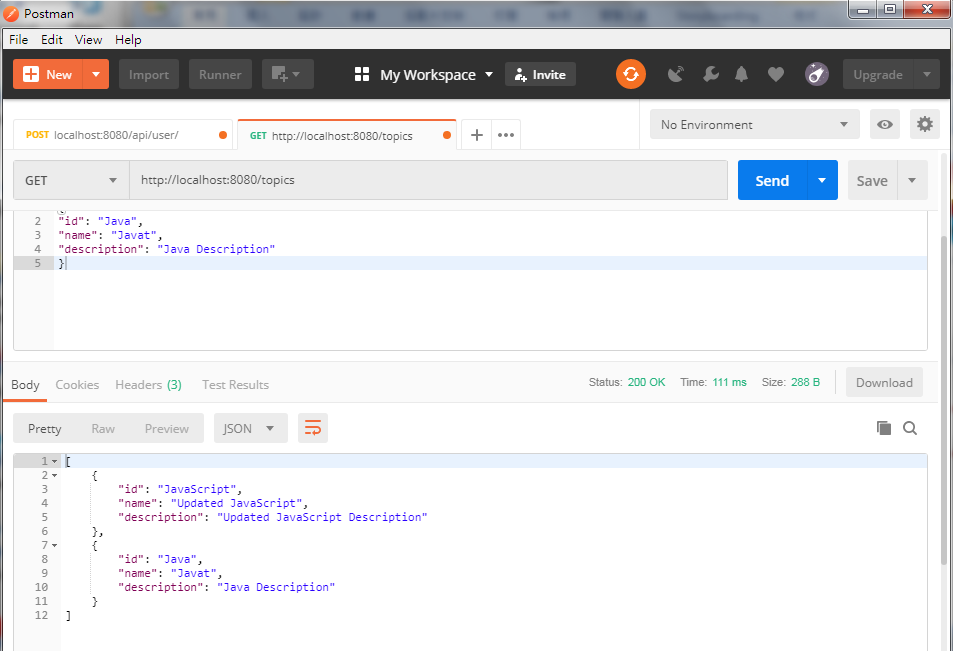 Postman
File Edit View Help
New Import Runner My Workspace Invite Upgrade
POST localhost:8080/api/user/ GET http://localhost:8080/topics + ••• No Environment
GET http://localhost:8080/topics Send Save
2 "id": "Java",
3 "name": "Javat",
4 "description": "Java Description"
5 }
Body Cookies Headers (3) Test Results Status: 200 OK Time: 111 ms Size: 288 B Download
Pretty Raw Preview JSON
1 [
2 {
3 "id": "JavaScript",
4 "name": "Updated JavaScript",
5 "description": "Updated JavaScript Description"
6 },
7 {
8 "id": "Java",
9 "name": "Javat",
10 "description": "Java Description"
11 }
12 ]